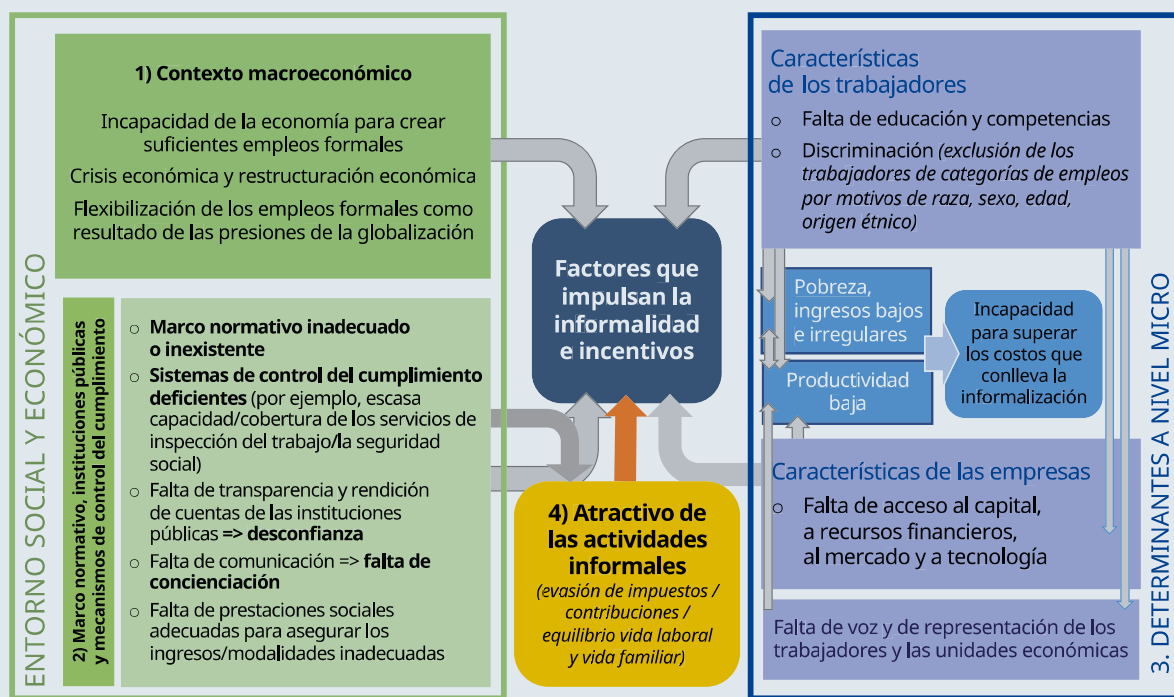 ENTORNO SOCIAL Y ECONÓMICO
1) Contexto macroeconómico
Incapacidad de la economía para crear
suficientes empleos formales
Crisis económica y restructuración económica
Flexibilización de los empleos formales como
resultado de las presiones de la globalización
2) Marco normativo, instituciones públicas
y mecanismos de control del cumplimiento
○ Marco normativo inadecuado
o inexistente
○ Sistemas de control del cumplimiento
deficientes (por ejemplo, escasa
capacidad/cobertura de los servicios de
inspección del trabajo/la seguridad
social)
○ Falta de transparencia y rendición
de cuentas de las instituciones
públicas => desconfianza
○ Falta de comunicación => falta de
concienciación
○ Falta de prestaciones sociales
adecuadas para asegurar los
ingresos/modalidades inadecuadas
Factores que
impulsan la
informalidad
e incentivos
4) Atractivo de
las actividades
informales
(evasión de impuestos /
contribuciones /
equilibrio vida laboral
y vida familiar)
3. DETERMINANTES A NIVEL MICRO
Características
de los trabajadores
○ Falta de educación y competencias
○ Discriminación (exclusión de los
trabajadores de categorías de empleos
por motivos de raza, sexo, edad,
origen étnico)
Pobreza,
ingresos bajos
e irregulares
Productividad
baja
Incapacidad
para superar
los costos que
conlleva la
informalización
Características de las empresas
○ Falta de acceso al capital,
a recursos financieros,
al mercado y a tecnología
Falta de voz y de representación de los
trabajadores y las unidades económicas